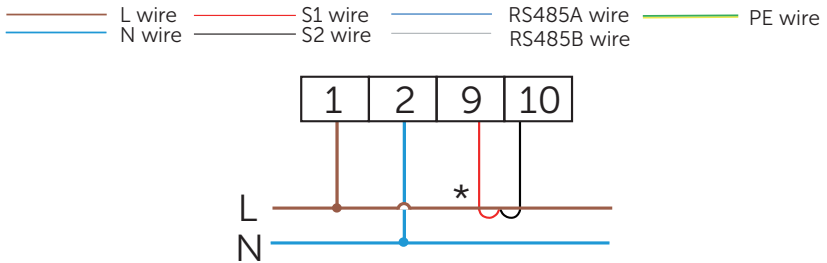 L wire S1 wire RS485A wire PE wire
N wire S2 wire RS485B wire
1 2 9 10
*
L
N